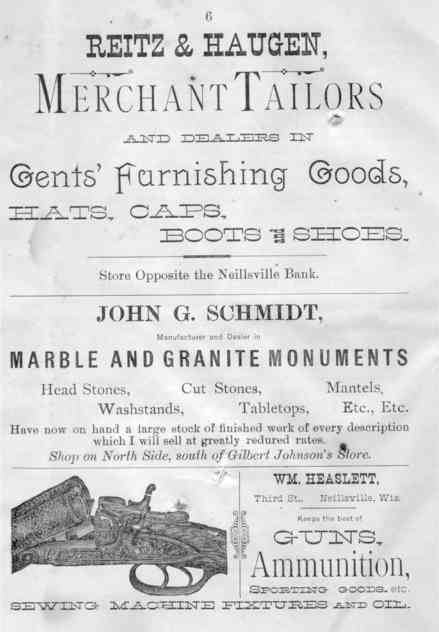 6
REITZ & HAUGEN,
MERCHANT TAILORS
AND DEALERS IN
Gents' Furnishing Goods,
HATS, CAPS,
BOOTS AND SHOES.
Store Opposite the Neillsville Bank.
JOHN G. SCHMIDT,
Manufacturer and Dealer in
MARBLE AND GRANITE MONUMENTS
Head Stones, Cut Stones, Mantels,
Washstands, Tabletops, Etc., Etc.
Have now on hand a large stock of finished work of every description
which I will sell at greatly redured rates.
Shop on North Side, south of Gilbert Johnson's Store.
WM. HEASLETT,
Third St., Neillsville, Wis.
Keeps the best of
GUNS,
Ammunition,
SPORTING GOODS, etc.
SEWING MACHINE FIXTURES AND OIL.